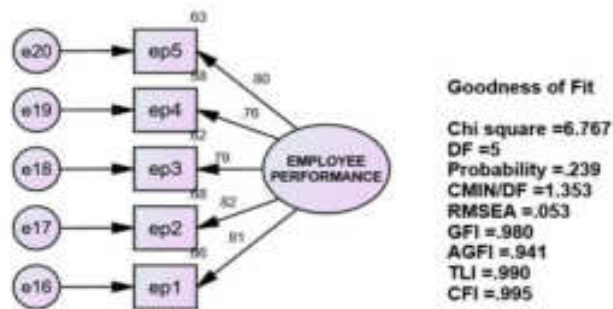 .63
e20 ep5
.58 .80
e19 ep4 .76
.62
e18 ep3 .79
EMPLOYEE
PERFORMANCE
.68
e17 ep2 .82
.66 .81
e16 ep1
Goodness of Fit
Chi square =6.767
DF =5
Probability =.239
CMIN/DF =1.353
RMSEA =.053
GFI =.980
AGFI =.941
TLI =.990
CFI =.995